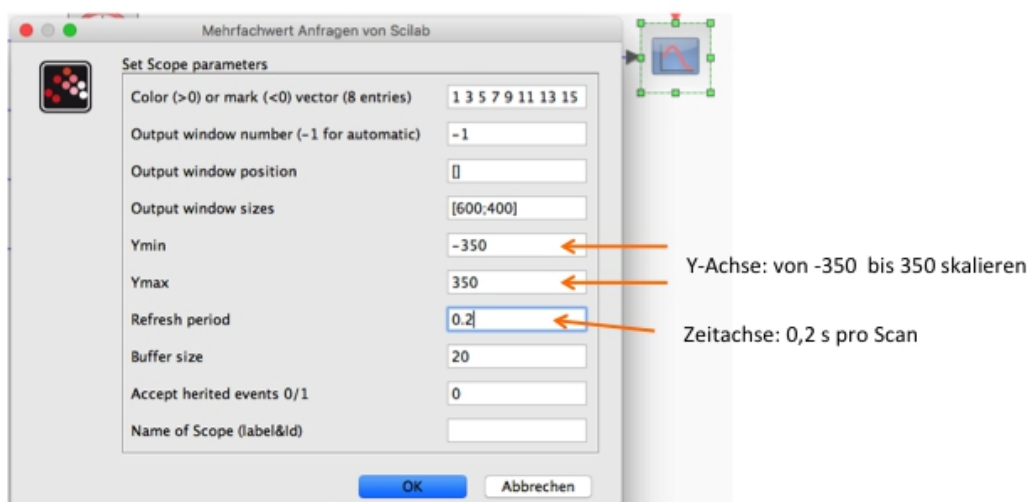 Mehrfachwert Anfragen von Scilab
Set Scope parameters
Color (>0) or mark (<0) vector (8 entries) 1 3 5 7 9 11 13 15
Output window number (-1 for automatic) -1
Output window position []
Output window sizes [600;400]
Ymin -350
Ymax 350
Y-Achse: von -350 bis 350 skalieren
Refresh period 0.2
Zeitachse: 0,2 s pro Scan
Buffer size 20
Accept herited events 0/1 0
Name of Scope (label&Id)
OK Abbrechen